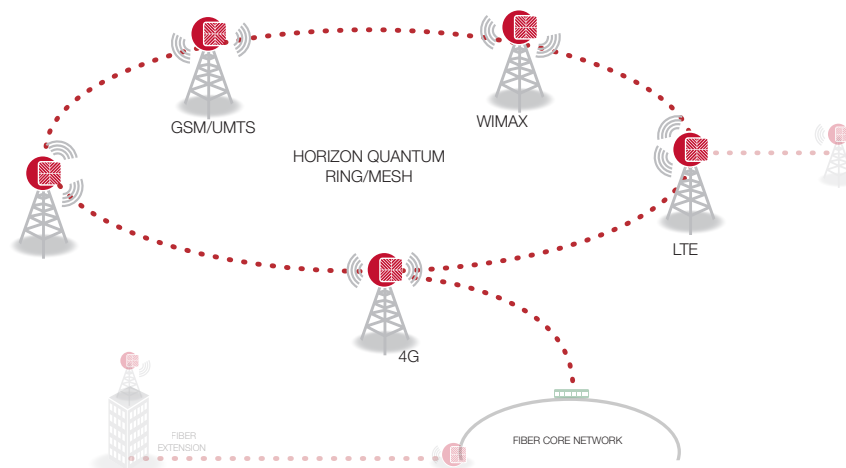 GSM/UMTS
WIMAX
HORIZON QUANTUM
RING/MESH
LTE
4G
FIBER
EXTENSION
FIBER CORE NETWORK